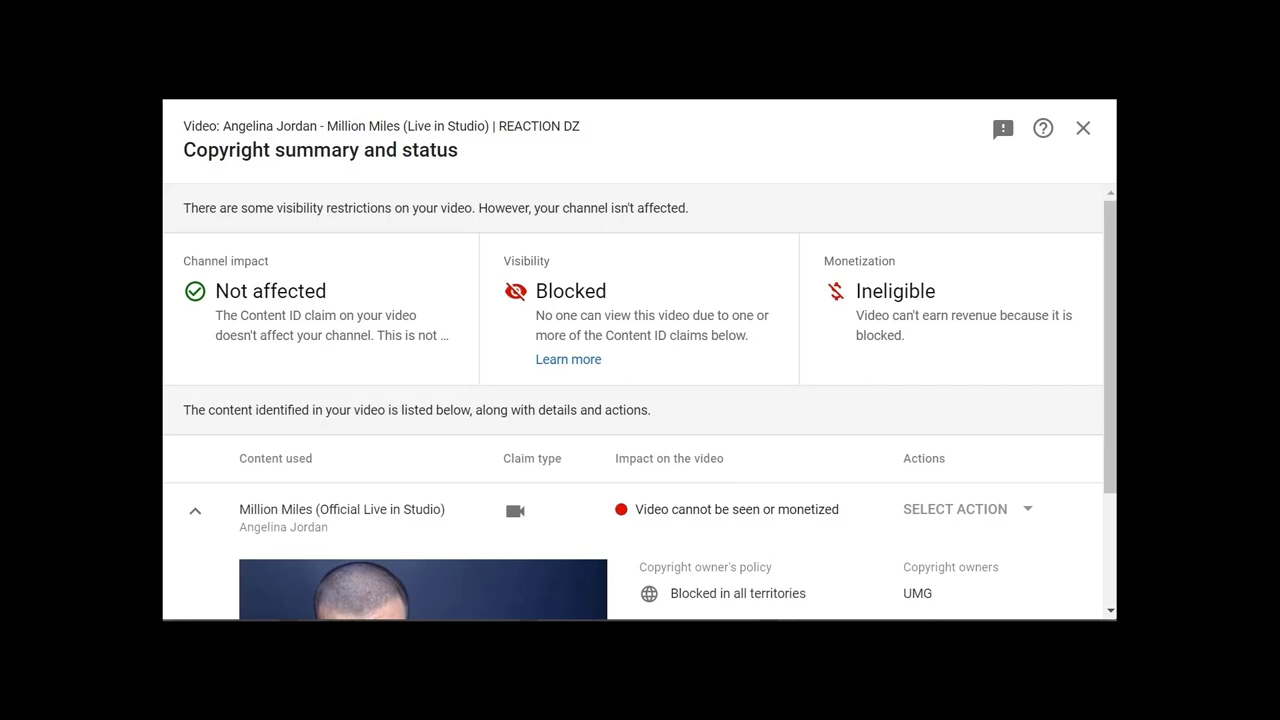 Video: Angelina Jordan - Million Miles (Live in Studio) | REACTION DZ
Copyright summary and status
There are some visibility restrictions on your video. However, your channel isn't affected.
Channel impact
Not affected
The Content ID claim on your video
doesn't affect your channel. This is not ...
Visibility
Blocked
No one can view this video due to one or
more of the Content ID claims below.
Learn more
Monetization
Ineligible
Video can't earn revenue because it is
blocked.
The content identified in your video is listed below, along with details and actions.
Content used Claim type Impact on the video Actions
Million Miles (Official Live in Studio) Video cannot be seen or monetized SELECT ACTION
Angelina Jordan
Copyright owner's policy Copyright owners
Blocked in all territories UMG